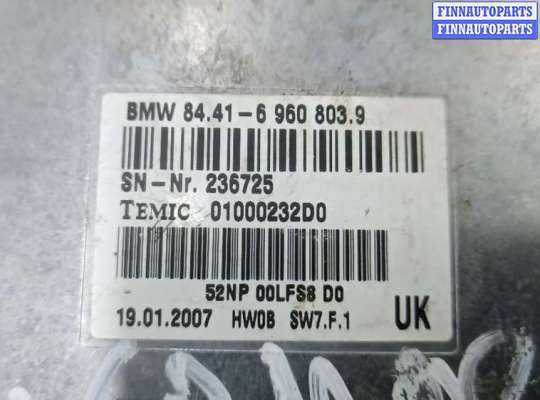 FINNAUTOPARTS
FINNAUTOPARTS
BMW 84.41-6 960 803.9
SN-Nr. 236725
TEMIC 01000232D0
52NP 00LFS8 D0
19.01.2007 HW0B SW7.F.1 UK